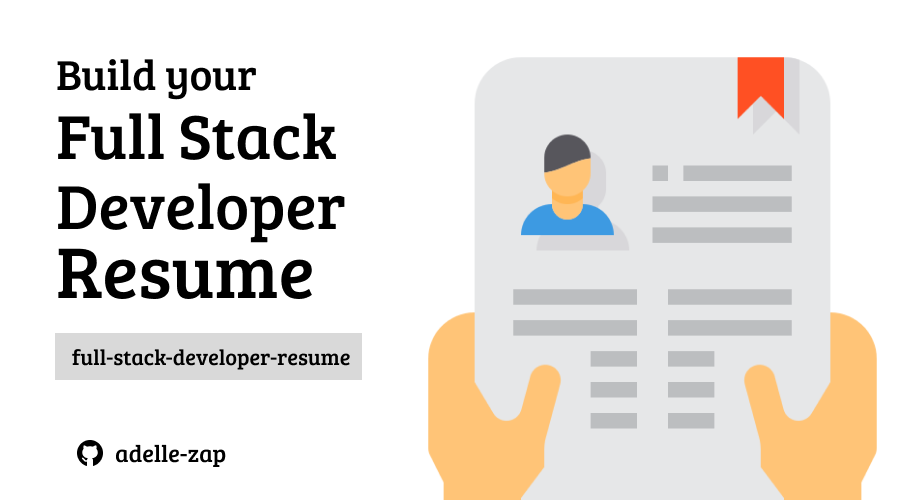 Build your
Full Stack
Developer
Resume
full-stack-developer-resume
adelle-zap